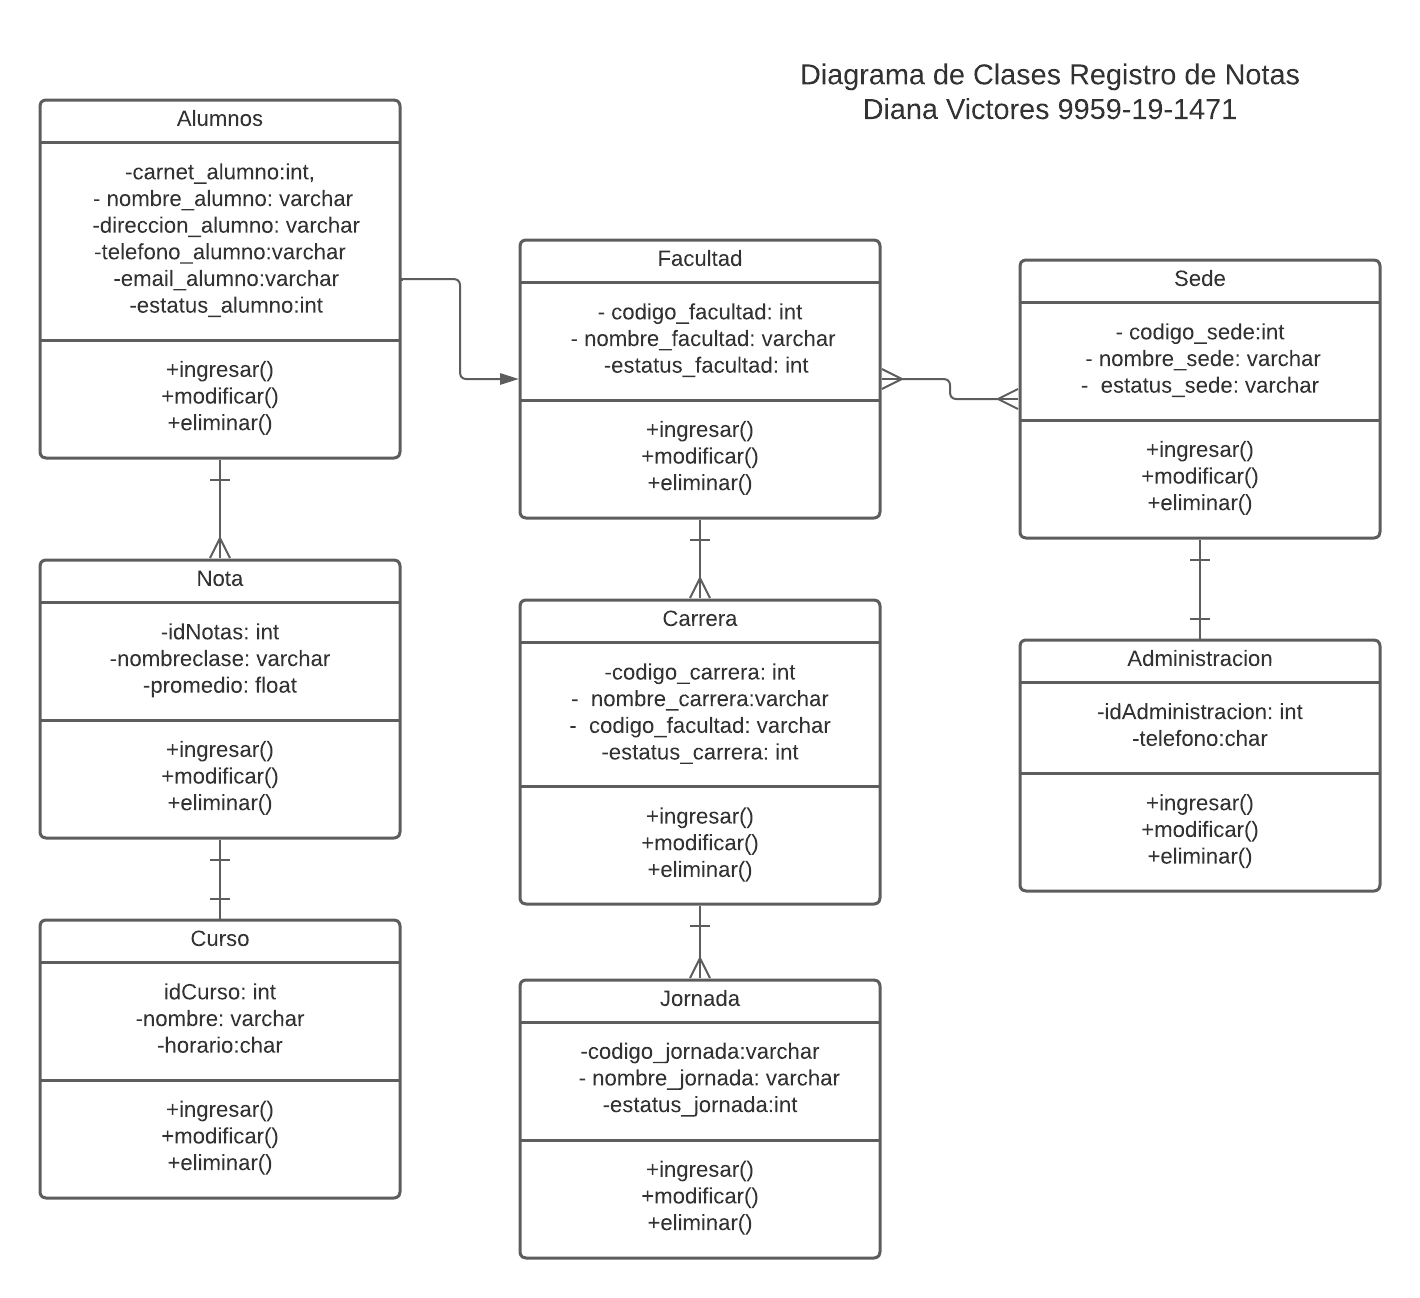 Diagrama de Clases Registro de Notas
Diana Victores 9959-19-1471
Alumnos
-carnet_alumno:int,
- nombre_alumno: varchar
-direccion_alumno: varchar
-telefono_alumno:varchar
-email_alumno:varchar
-estatus_alumno:int
+ingresar()
+modificar()
+eliminar()
Facultad
- codigo_facultad: int
- nombre_facultad: varchar
-estatus_facultad: int
+ingresar()
+modificar()
+eliminar()
Sede
- codigo_sede:int
- nombre_sede: varchar
-  estatus_sede: varchar
+ingresar()
+modificar()
+eliminar()
Nota
-idNotas: int
-nombreclase: varchar
-promedio: float
+ingresar()
+modificar()
+eliminar()
Carrera
-codigo_carrera: int
-  nombre_carrera:varchar
-  codigo_facultad: varchar
-estatus_carrera: int
+ingresar()
+modificar()
+eliminar()
Administracion
-idAdministracion: int
-telefono:char
+ingresar()
+modificar()
+eliminar()
Curso
idCurso: int
-nombre: varchar
-horario:char
+ingresar()
+modificar()
+eliminar()
Jornada
-codigo_jornada:varchar
- nombre_jornada: varchar
-estatus_jornada:int
+ingresar()
+modificar()
+eliminar()